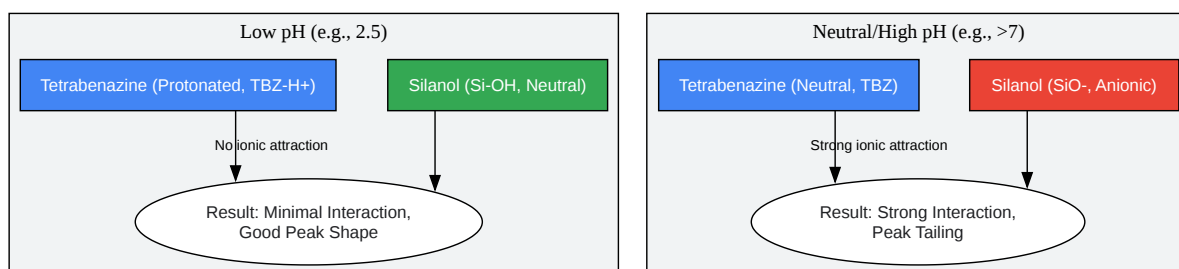 Low pH (e.g., 2.5)
Tetrabenazine (Protonated, TBZ-H+)
Silanol (Si-OH, Neutral)
No ionic attraction
Result: Minimal Interaction,
Good Peak Shape
Neutral/High pH (e.g., >7)
Tetrabenazine (Neutral, TBZ)
Silanol (SiO-, Anionic)
Strong ionic attraction
Result: Strong Interaction,
Peak Tailing